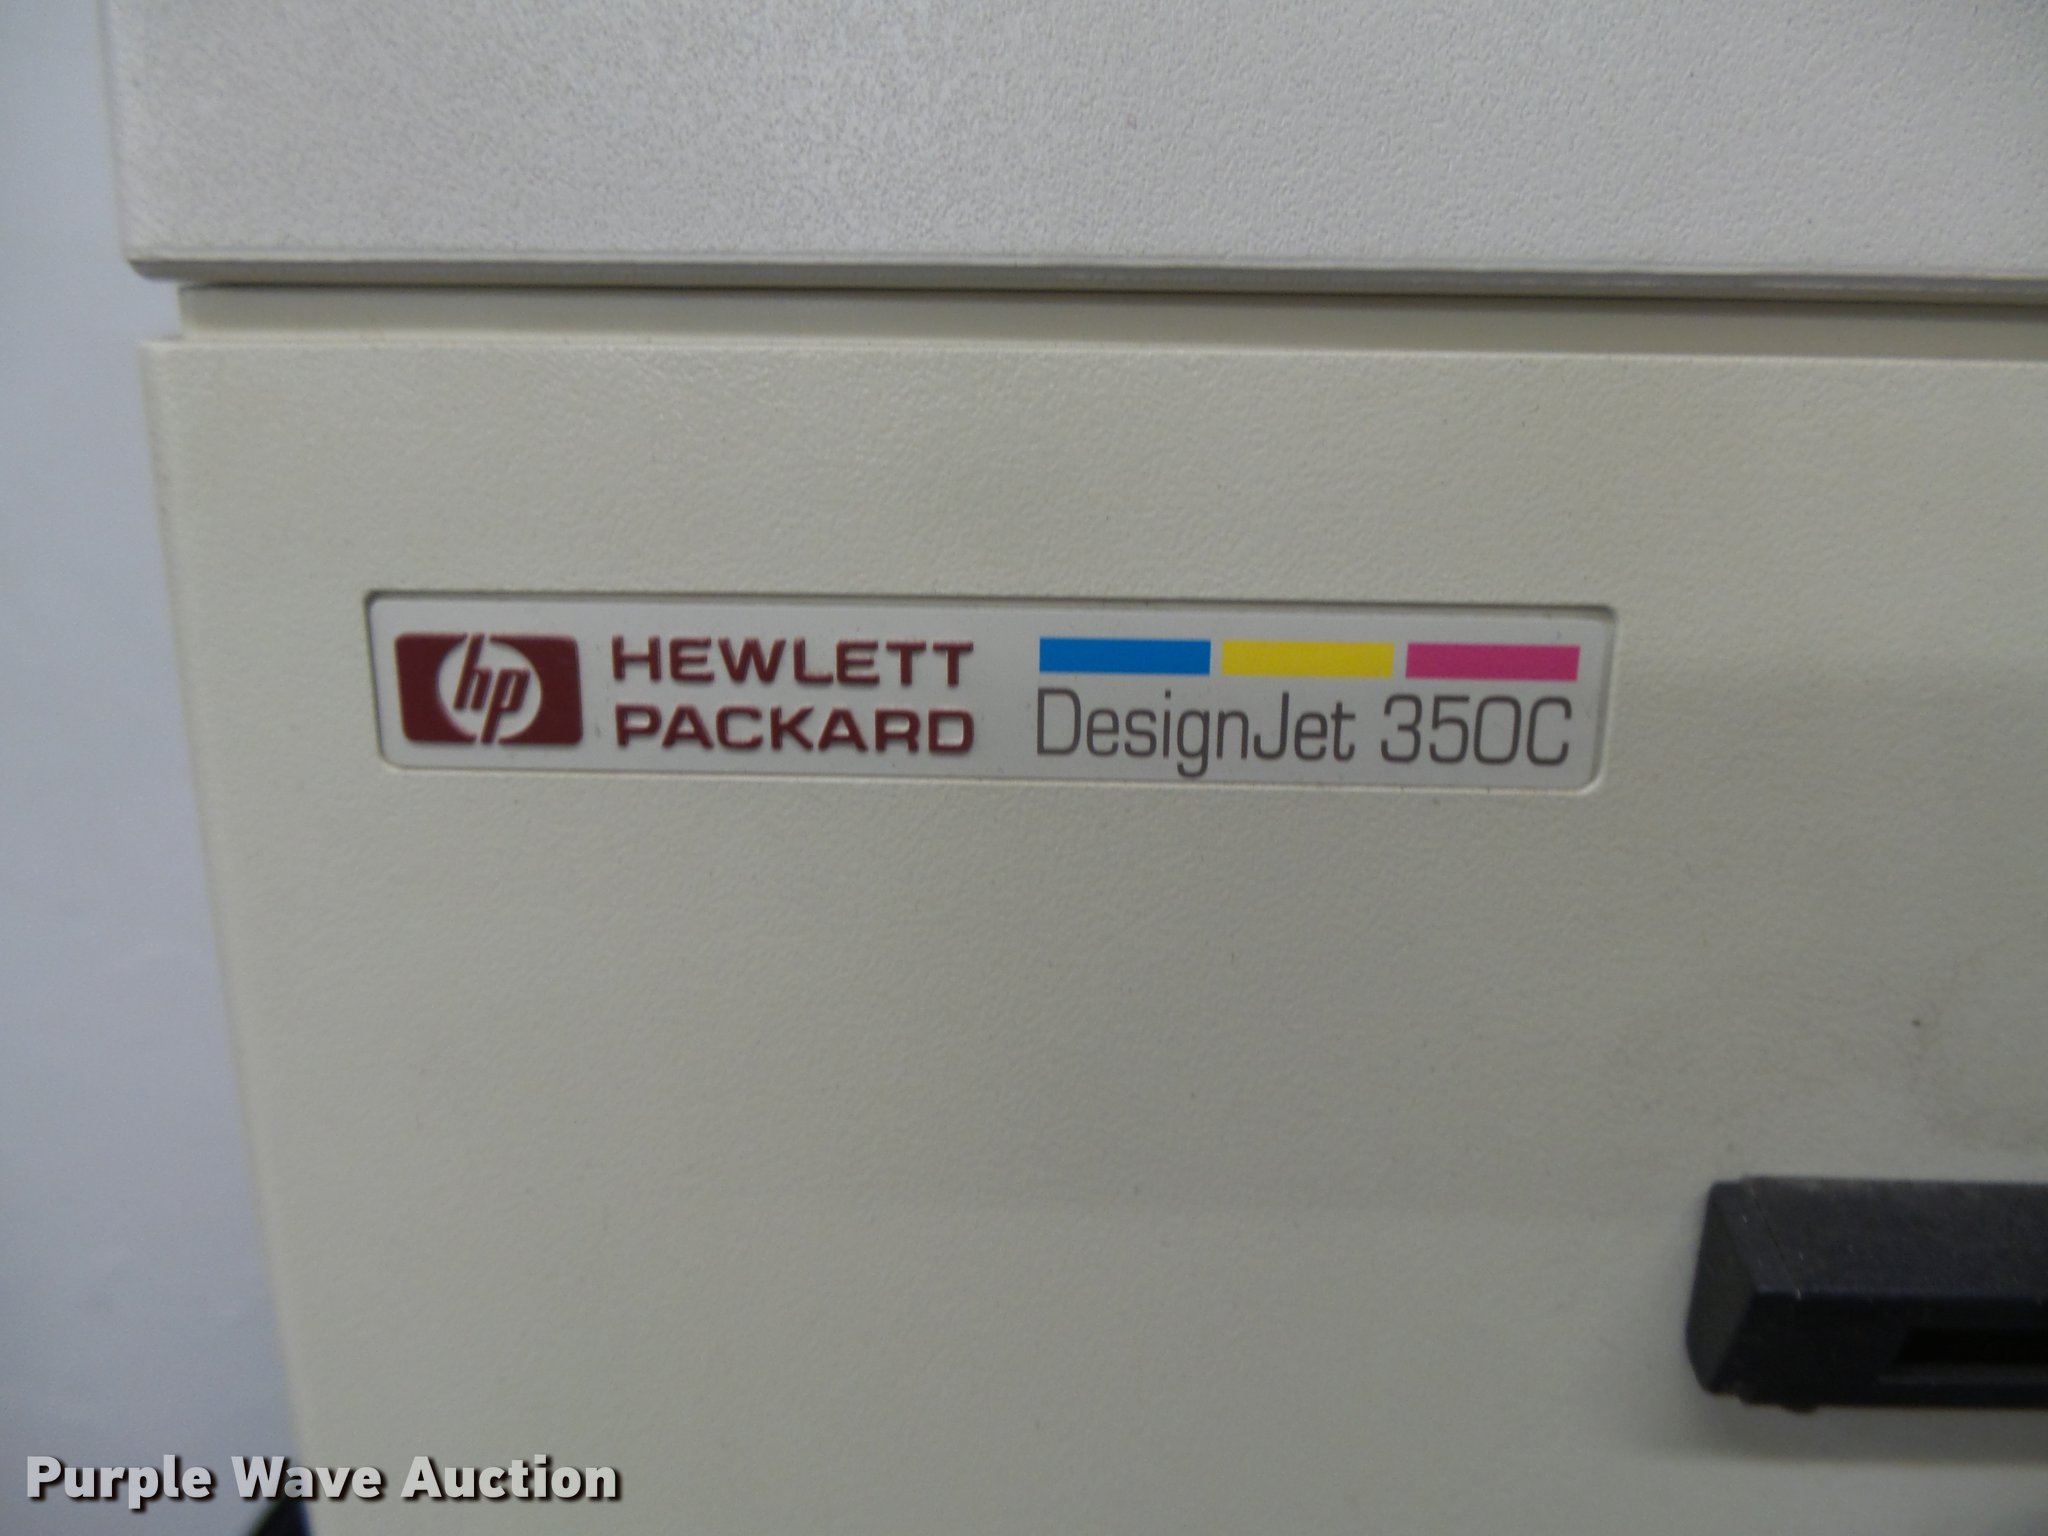 hp
HEWLETT
PACKARD
DesignJet 350C
Purple Wave Auction